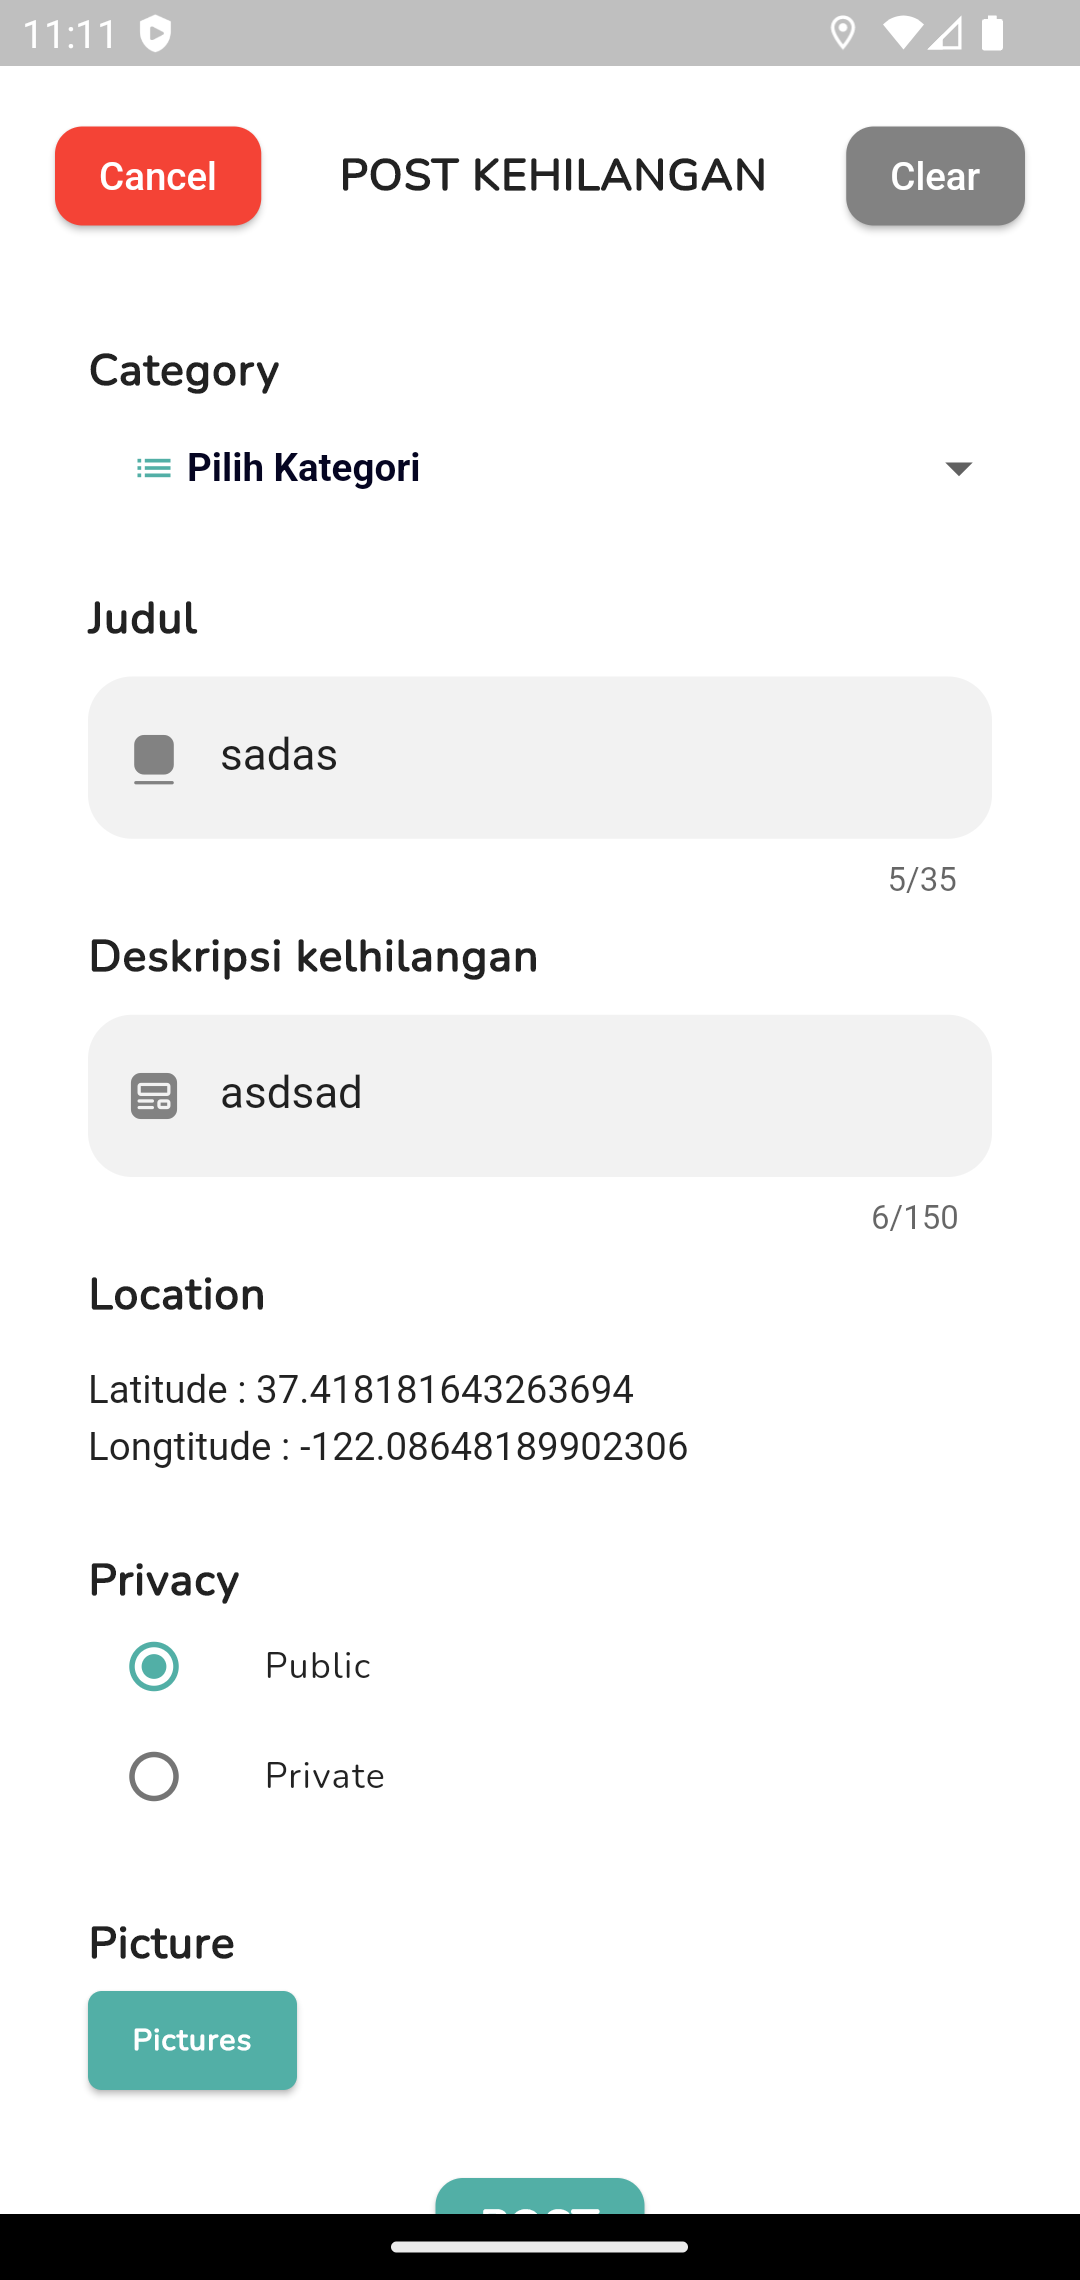 11:11
Cancel POST KEHILANGAN Clear
Category
Pilih Kategori
Judul
sadas
5/35
Deskripsi kelhilangan
asdsad
6/150
Location
Latitude : 37.418181643263694
Longtitude : -122.08648189902306
Privacy
Public
Private
Picture
Pictures